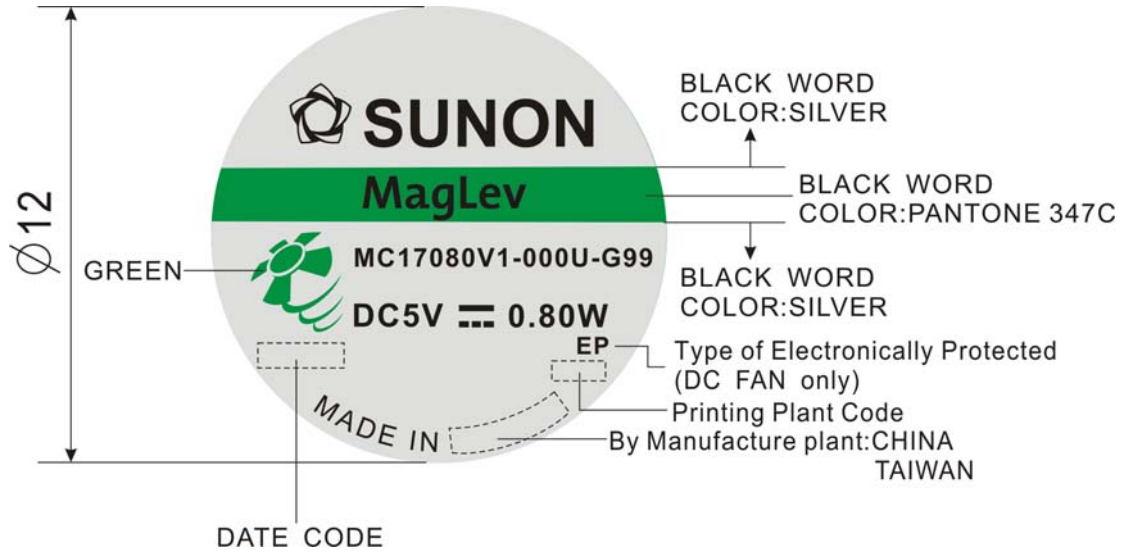 SUNON
MagLev
MC17080V1-000U-G99
DC5V ⎓ 0.80W
EP
MADE IN
Ø12
GREEN
DATE CODE
BLACK WORD
COLOR:SILVER
BLACK WORD
COLOR:PANTONE 347C
BLACK WORD
COLOR:SILVER
Type of Electronically Protected
(DC FAN only)
Printing Plant Code
By Manufacture plant:CHINA
TAIWAN